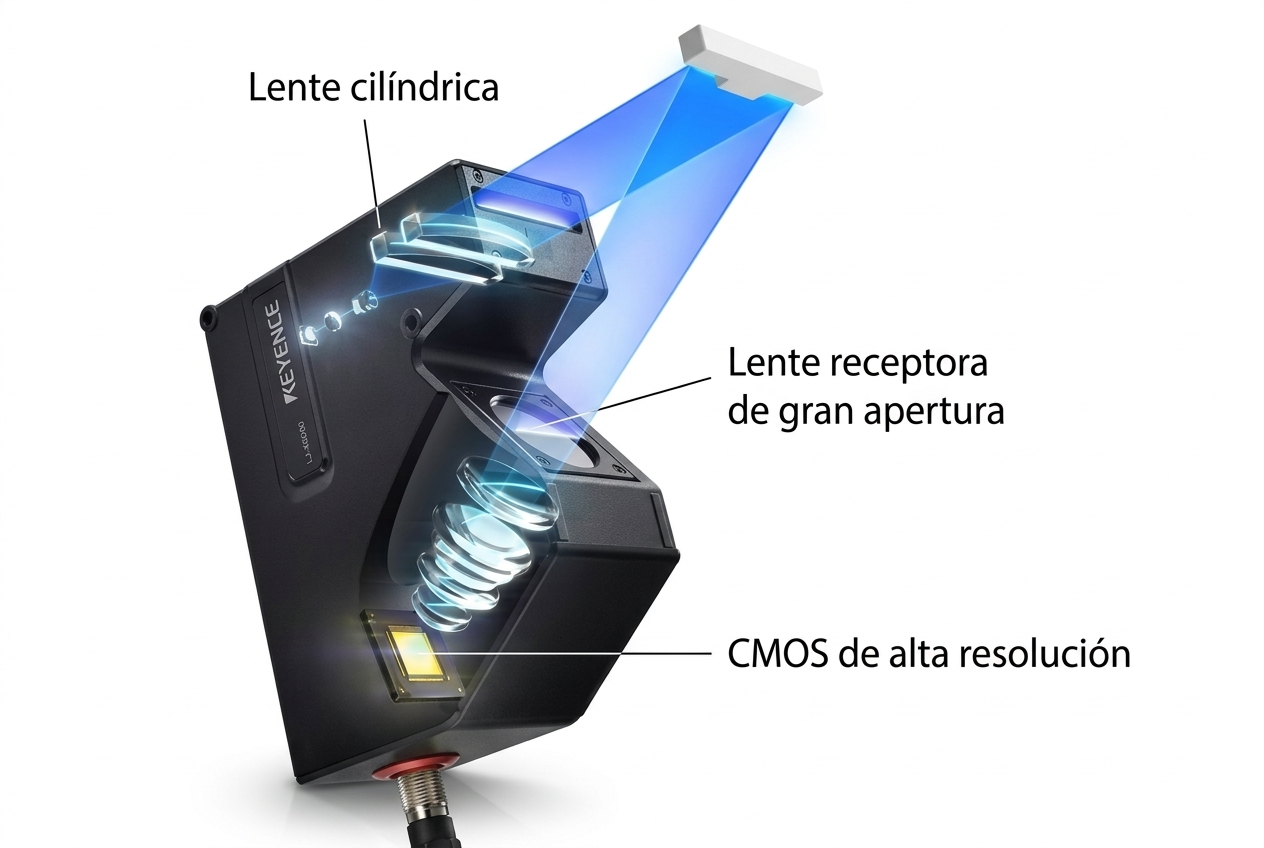 Lente cilíndrica
KEYENCE
Lente receptora
de gran apertura
CMOS de alta resolución